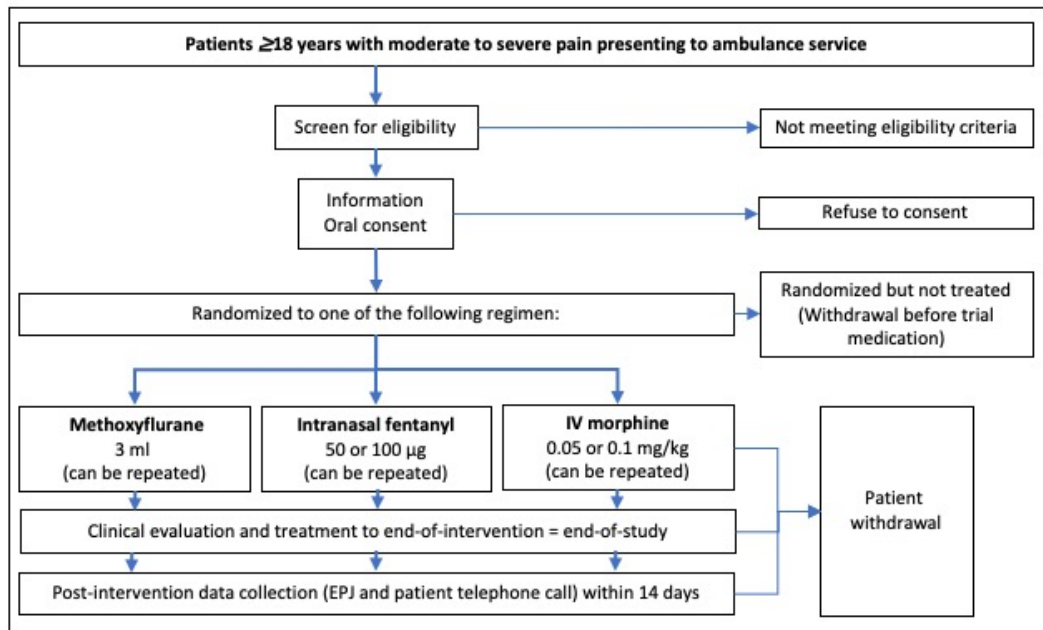 Patients ≥18 years with moderate to severe pain presenting to ambulance service
Screen for eligibility
Not meeting eligibility criteria
Information
Oral consent
Refuse to consent
Randomized to one of the following regimen:
Randomized but not treated
(Withdrawal before trial
medication)
Methoxyflurane
3 ml
(can be repeated)
Intranasal fentanyl
50 or 100 µg
(can be repeated)
IV morphine
0.05 or 0.1 mg/kg
(can be repeated)
Patient
withdrawal
Clinical evaluation and treatment to end-of-intervention = end-of-study
Post-intervention data collection (EPJ and patient telephone call) within 14 days